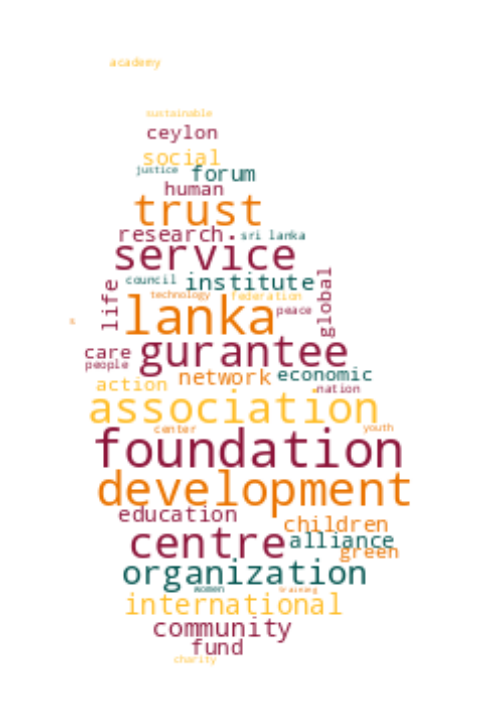 academy
sustainable
ceylon
social
justice forum
human
trust
research. sri lanka
service
council institute
life technology federation global
lanka peace
care gurantee
people
action network economic
nation
association
center youth
foundation
development
education
children
centre alliance
green
organization
women training
international
community
fund
charity